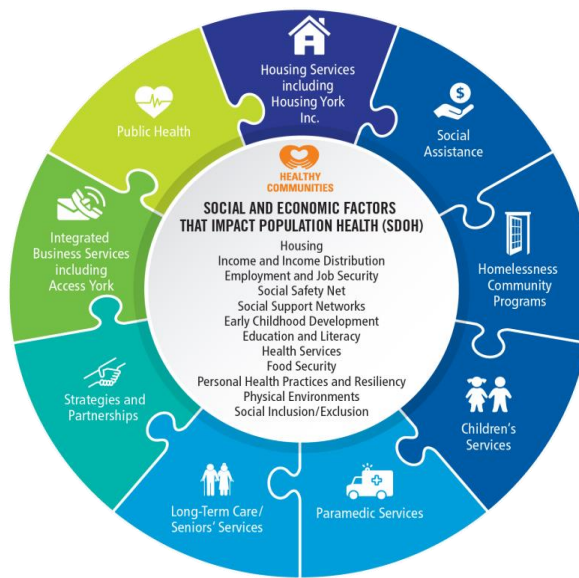 Housing Services
including
Housing York
Inc.
$
Social
Assistance
Homelessness
Community
Programs
Children's
Services
Paramedic Services
Long-Term Care/
Seniors' Services
Strategies and
Partnerships
Integrated
Business Services
including
Access York
Public Health
HEALTHY
COMMUNITIES
SOCIAL AND ECONOMIC FACTORS
THAT IMPACT POPULATION HEALTH (SDOH)
Housing
Income and Income Distribution
Employment and Job Security
Social Safety Net
Social Support Networks
Early Childhood Development
Education and Literacy
Health Services
Food Security
Personal Health Practices and Resiliency
Physical Environments
Social Inclusion/Exclusion